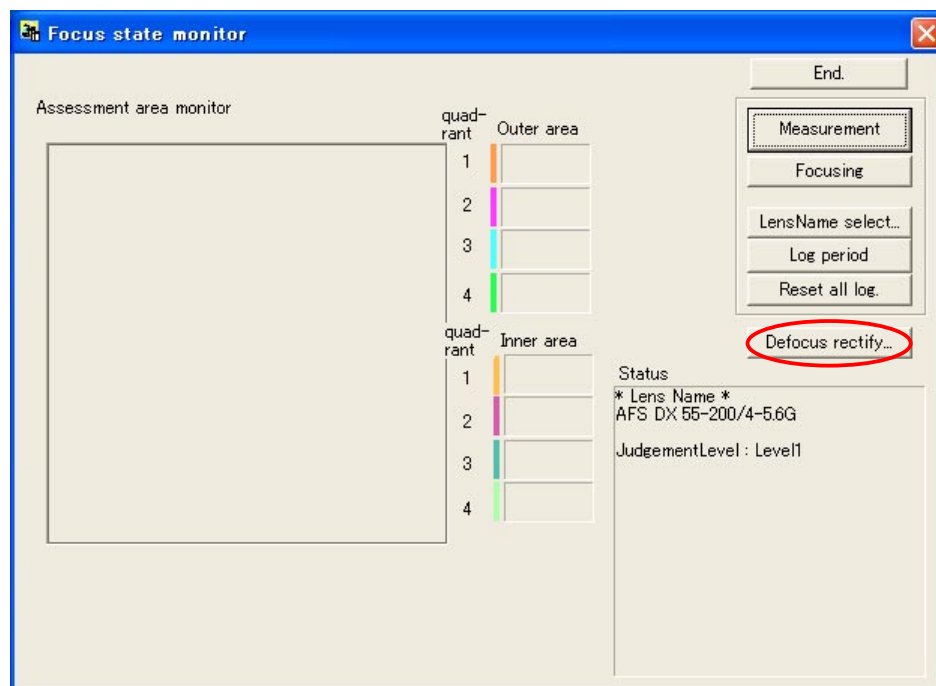 Focus state monitor
End.
Assessment area monitor
quad-
rant
Outer area
1
2
3
4
quad-
rant
Inner area
1
2
3
4
Measurement
Focusing
LensName select...
Log period
Reset all log.
Defocus rectify...
Status
* Lens Name *
AFS DX 55-200/4-5.6G
JudgementLevel : Level1